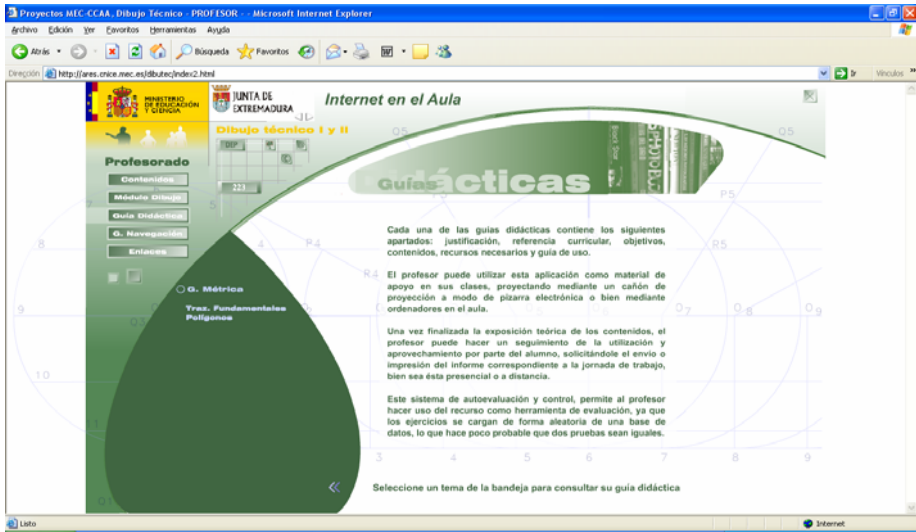 Proyectos MEC-CCAA, Dibujo Técnico - PROFESOR - - Microsoft Internet Explorer
Archivo Edición Ver Favoritos Herramientas Ayuda
Atrás Búsqueda Favoritos
Dirección http://ares.cnice.mec.es/dibutec/index2.html Ir Vínculos
MINISTERIO DE EDUCACIÓN Y CIENCIA
JUNTA DE EXTREMADURA
Internet en el Aula
Dibujo técnico I y II
Profesorado
Contenidos
Módulo Dibujo
Guía Didáctica
G. Navegación
Enlaces
223
Guías
dácticas
G. Métrica
Traz. Fundamentales
Polígonos
Cada una de las guías didácticas contiene los siguientes
apartados: justificación, referencia curricular, objetivos,
contenidos, recursos necesarios y guía de uso.
El profesor puede utilizar esta aplicación como material de
apoyo en sus clases, proyectando mediante un cañón de
proyección a modo de pizarra electrónica o bien mediante
ordenadores en el aula.
Una vez finalizada la exposición teórica de los contenidos, el
profesor puede hacer un seguimiento de la utilización y
aprovechamiento por parte del alumno, solicitándole el envío o
impresión del informe correspondiente a la jornada de trabajo,
bien sea ésta presencial o a distancia.
Este sistema de autoevaluación y control, permite al profesor
hacer uso del recurso como herramienta de evaluación, ya que
los ejercicios se cargan de forma aleatoria de una base de
datos, lo que hace poco probable que dos pruebas sean iguales.
3 4 5 6 7 8 9
Seleccione un tema de la bandeja para consultar su guía didáctica
Listo Internet